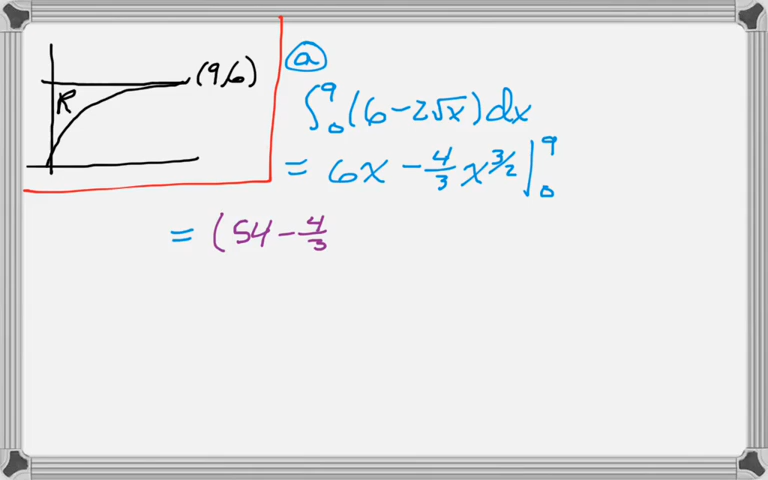 R
(9,6)
a
∫₀⁹ (6 - 2√x) dx
= 6x - 4/3 x^(3/2) |₀⁹
= (54 - 4/3